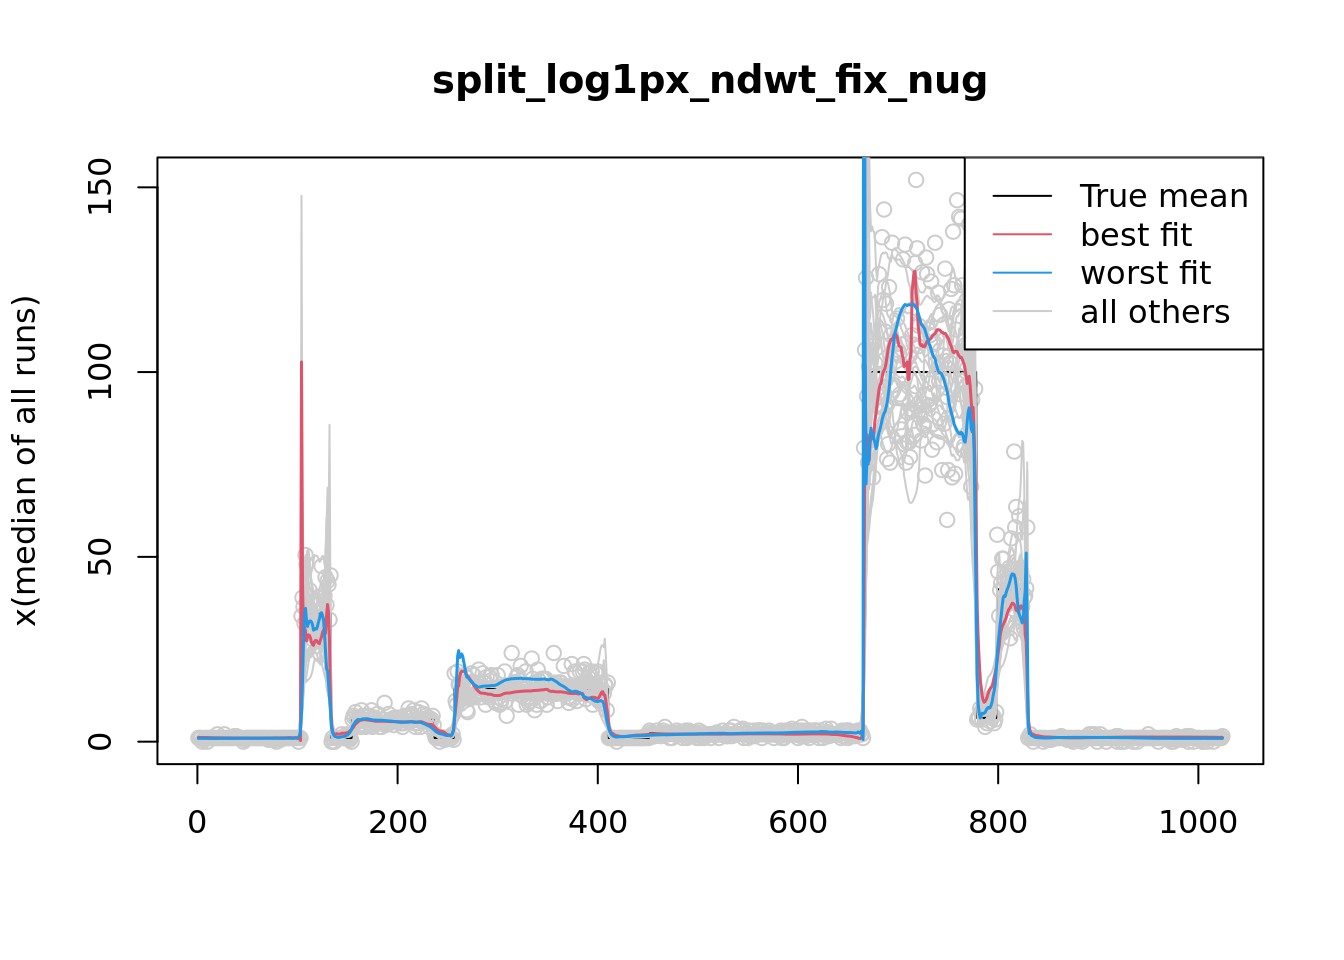 split_log1px_ndwt_fix_nug
x(median of all runs)
150
100
50
0
True mean
best fit
worst fit
all others
0 200 400 600 800 1000